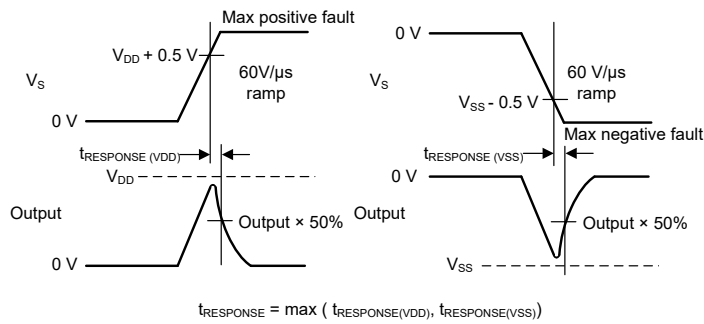 Max positive fault
V_DD + 0.5 V
60V/µs
ramp
V_S
0 V
t_RESPONSE (VDD)
V_DD
Output
Output × 50%
0 V
0 V
60 V/µs
ramp
V_S
V_SS - 0.5 V
Max negative fault
t_RESPONSE (VSS)
0 V
Output
Output × 50%
V_SS
t_RESPONSE = max ( t_RESPONSE(VDD), t_RESPONSE(VSS))